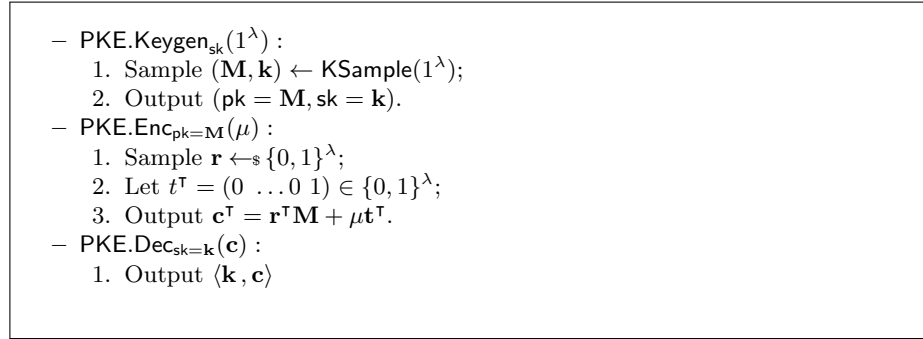 – PKE.Keygen_sk(1^λ) :
1. Sample (M, k) ← KSample(1^λ);
2. Output (pk = M, sk = k).
– PKE.Enc_pk=M(μ) :
1. Sample r ←$ {0, 1}^λ;
2. Let t^⊺ = (0 …0 1) ∈ {0, 1}^λ;
3. Output c^⊺ = r^⊺M + μt^⊺.
– PKE.Dec_sk=k(c) :
1. Output ⟨k , c⟩